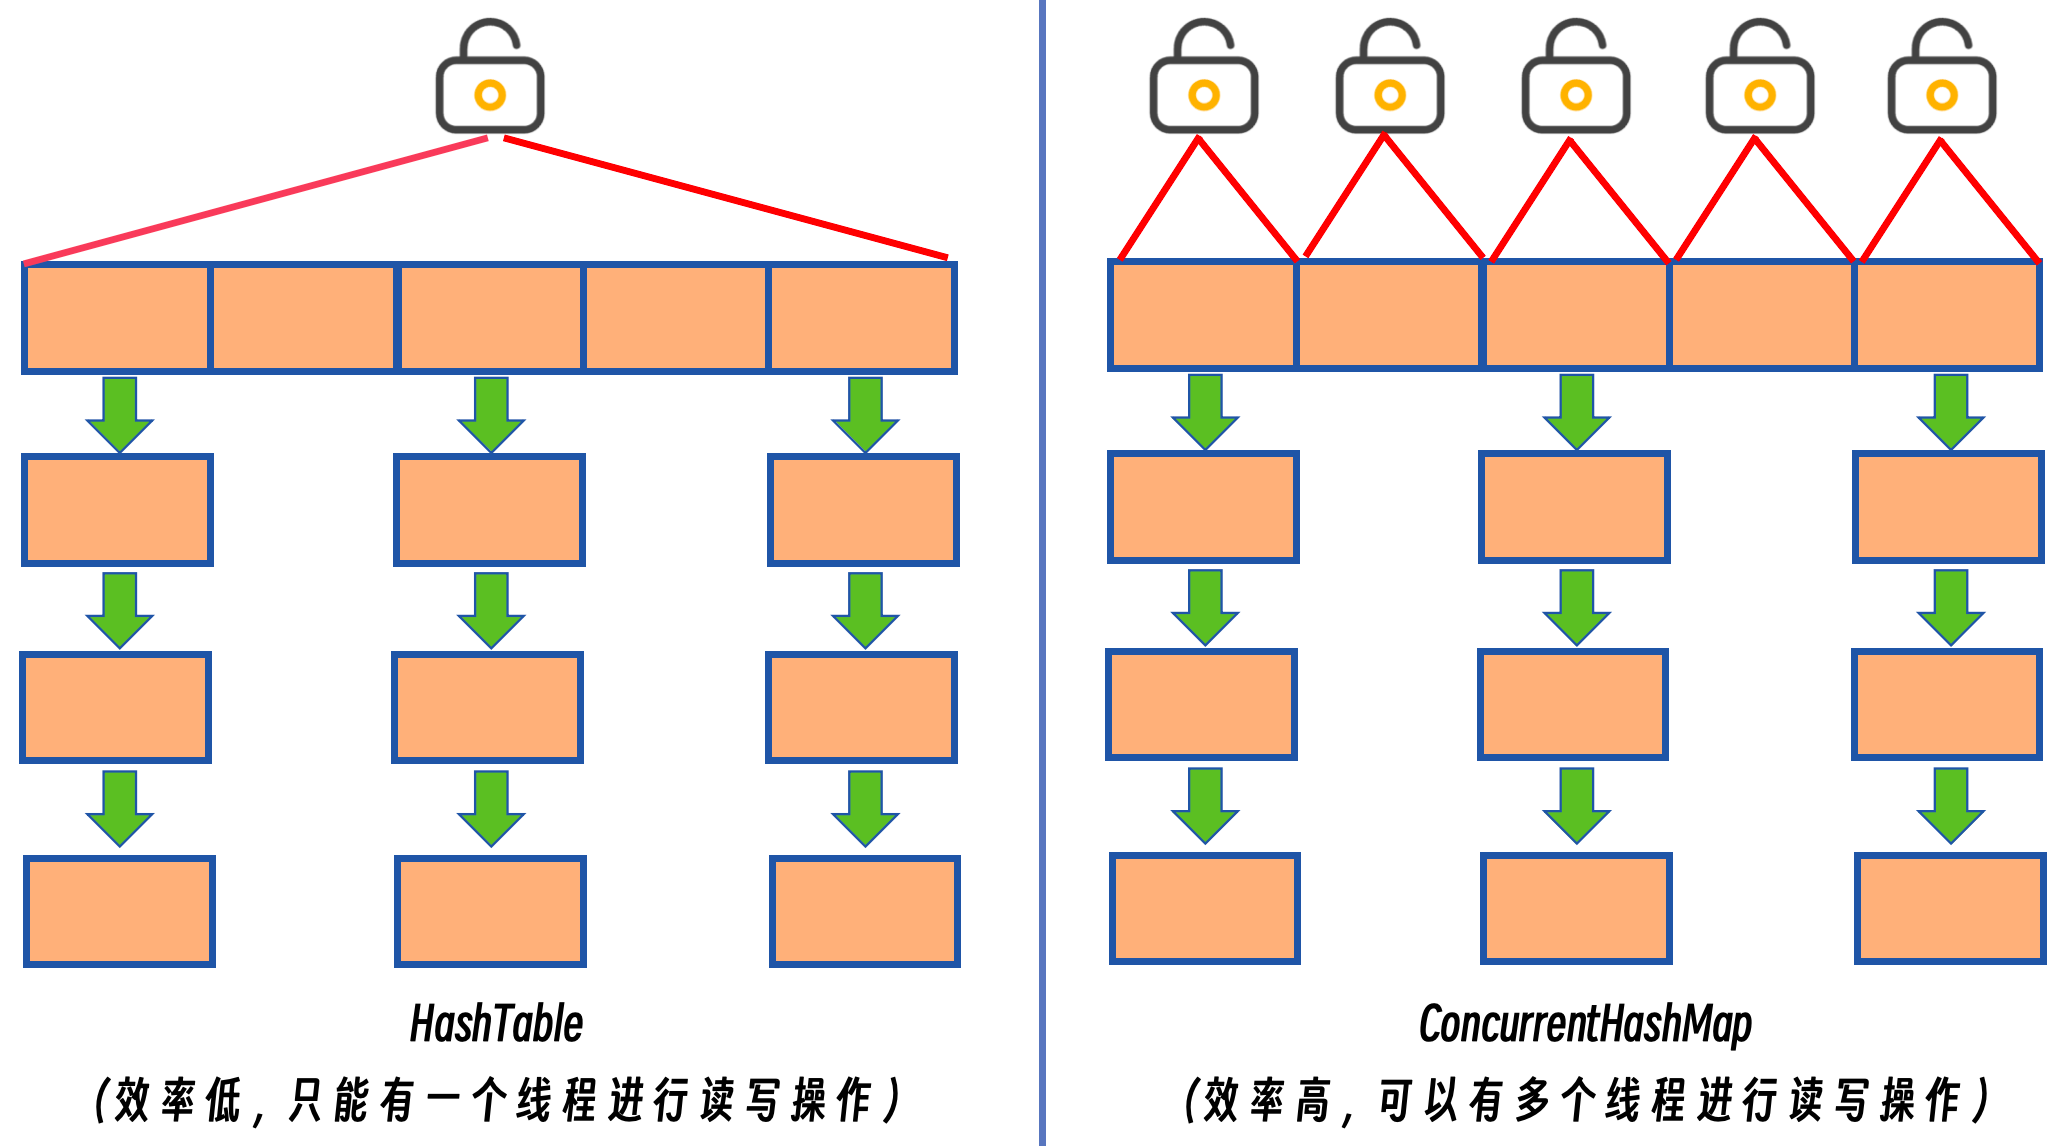 HashTable
(效率低,只能有一个线程进行读写操作)
ConcurrentHashMap
(效率高,可以有多个线程进行读写操作)